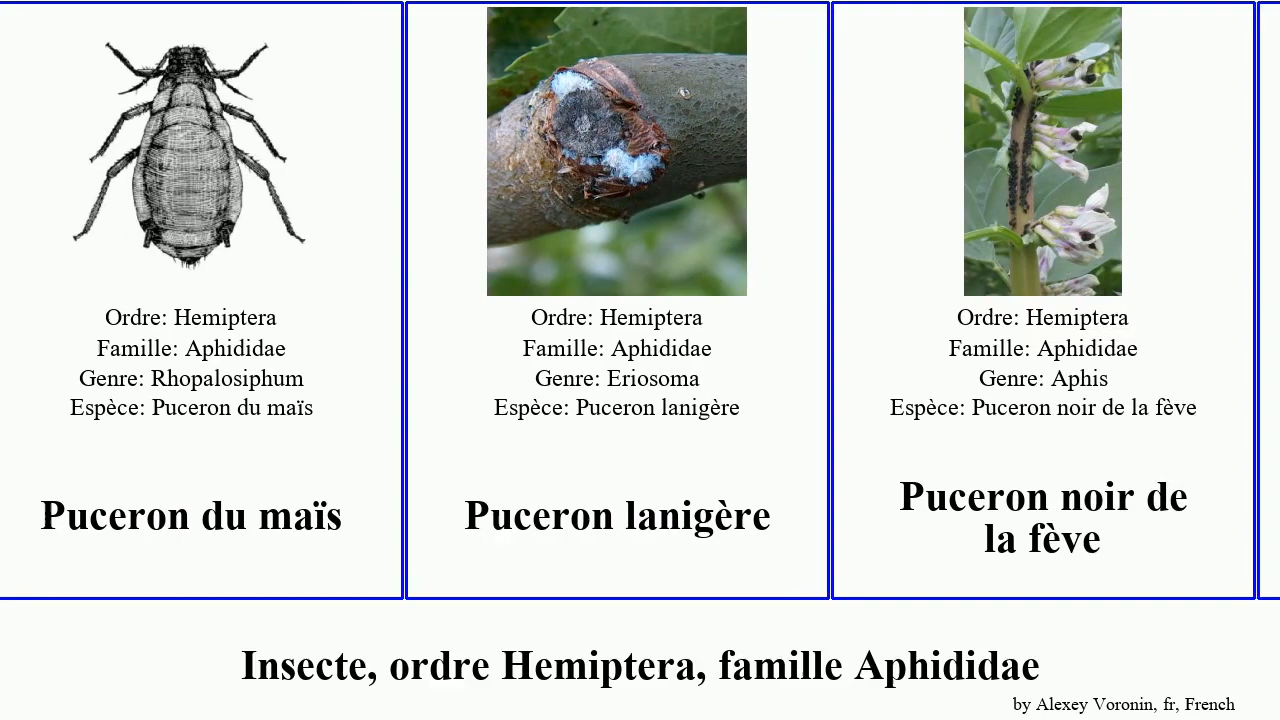 Ordre: Hemiptera
Famille: Aphididae
Genre: Rhopalosiphum
Espèce: Puceron du maïs
Puceron du maïs
Ordre: Hemiptera
Famille: Aphididae
Genre: Eriosoma
Espèce: Puceron lanigère
Puceron lanigère
Ordre: Hemiptera
Famille: Aphididae
Genre: Aphis
Espèce: Puceron noir de la fève
Puceron noir de
la fève
Insecte, ordre Hemiptera, famille Aphididae
by Alexey Voronin, fr, French